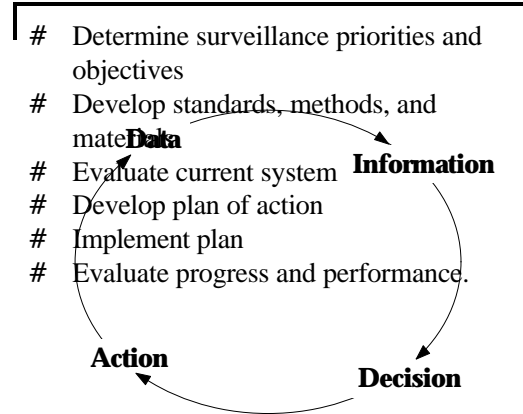 # Determine surveillance priorities and
objectives
# Develop standards, methods, and
materials
Data
# Evaluate current system
Information
# Develop plan of action
# Implement plan
# Evaluate progress and performance.
Action
Decision